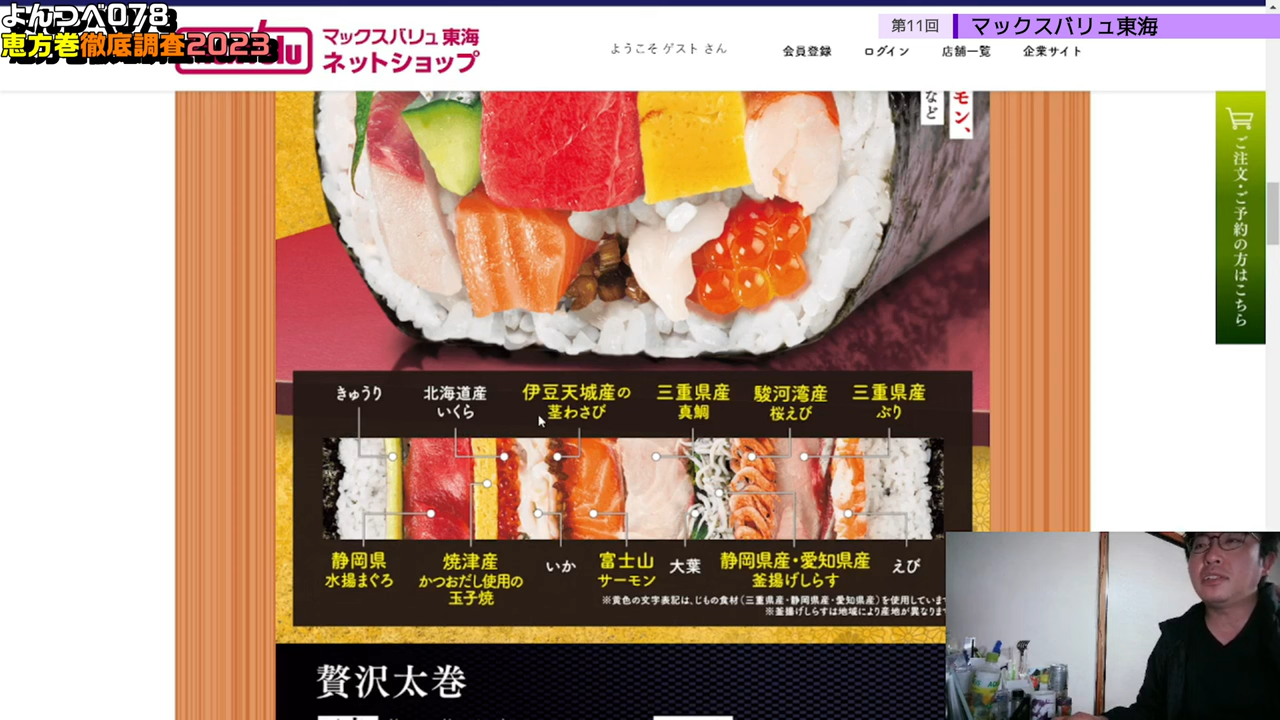 よんつべ078
恵方巻徹底調査2023
マックスバリュ東海
ネットショップ
ようこそ ゲスト さん
会員登録
ログイン
店舗一覧
企業サイト
第11回
マックスバリュ東海
モン、
など
ご注文・ご予約の方はこちら
きゅうり
北海道産
いくら
伊豆天城産の
茎わさび
三重県産
真鯛
駿河湾産
桜えび
三重県産
ぶり
静岡県
水揚まぐろ
焼津産
かつおだし使用の
玉子焼
いか
富士山
サーモン
大葉
静岡県産・愛知県産
釜揚げしらす
えび
※黄色の文字表記は、じもの食材(三重県産・静岡県産・愛知県産)を使用していま
※釜揚げしらすは地域により産地が異なりま
贅沢太巻